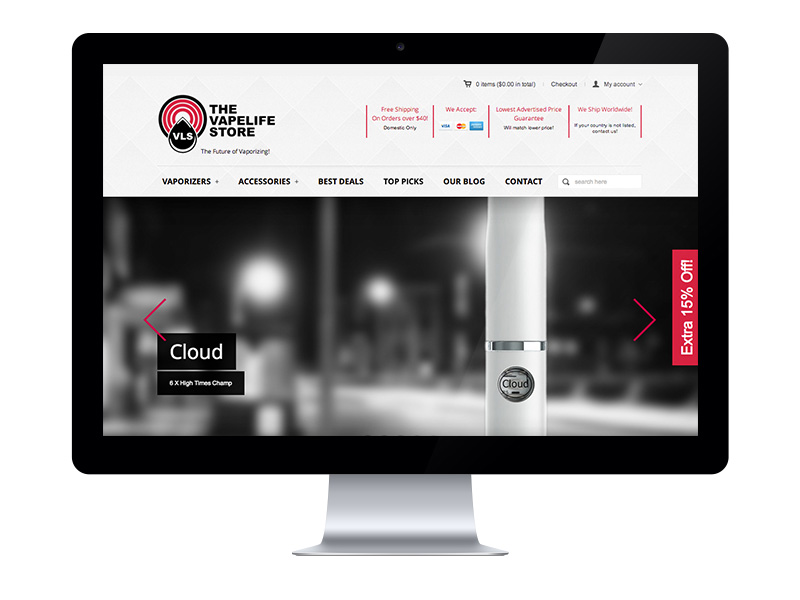 0 items ($0.00 in total)
Checkout
My account
VLS
THE
VAPELIFE
STORE
The Future of Vaporizing!
Free Shipping
On Orders over $40!
Domestic Only
We Accept:
VISA
Lowest Advertised Price
Guarantee
Will match lower price!
We Ship Worldwide!
If your country is not listed,
contact us!
VAPORIZERS +
ACCESSORIES +
BEST DEALS
TOP PICKS
OUR BLOG
CONTACT
search here
Cloud
6 X High Times Champ
Cloud
Extra 15% Off!